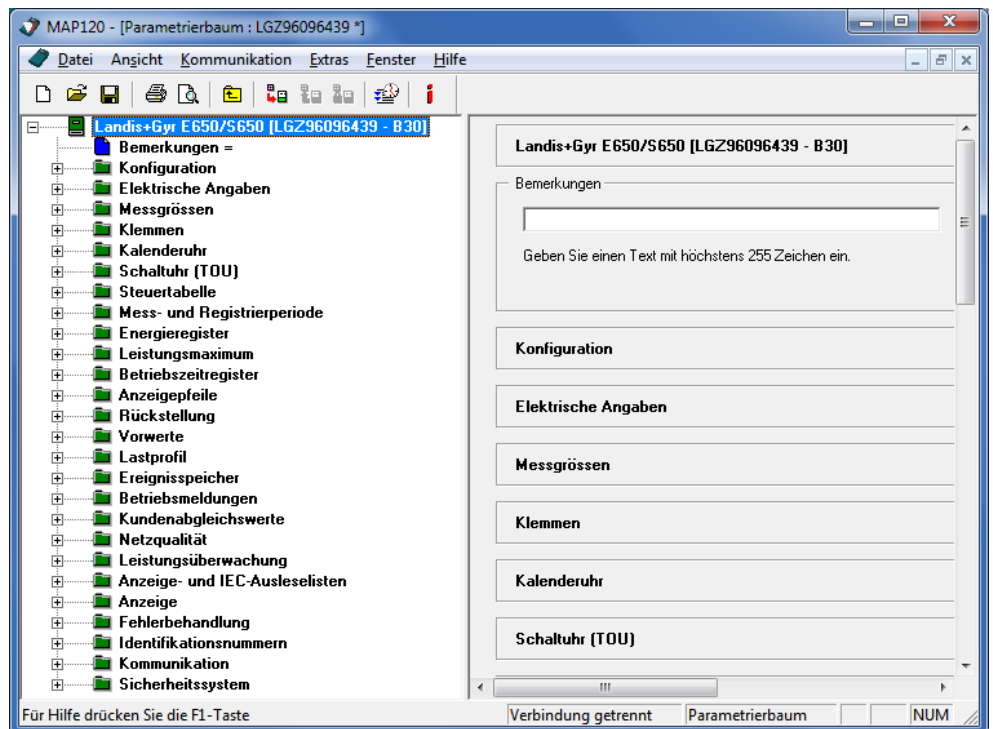 MAP120 - [Parametrierbaum : LGZ96096439 *]
Datei Ansicht Kommunikation Extras Fenster Hilfe
Landis+Gyr E650/S650 [LGZ96096439 - B30]
Bemerkungen =
Konfiguration
Elektrische Angaben
Messgrössen
Klemmen
Kalenderuhr
Schaltuhr (TOU)
Steuertabelle
Mess- und Registrierperiode
Energieregister
Leistungsmaximum
Betriebszeitregister
Anzeigepfeile
Rückstellung
Vorwerte
Lastprofil
Ereignisspeicher
Betriebsmeldungen
Kundenabgleichswerte
Netzqualität
Leistungsüberwachung
Anzeige- und IEC-Ausleselisten
Anzeige
Fehlerbehandlung
Identifikationsnummern
Kommunikation
Sicherheitssystem
Landis+Gyr E650/S650 [LGZ96096439 - B30]
Bemerkungen
Geben Sie einen Text mit höchstens 255 Zeichen ein.
Konfiguration
Elektrische Angaben
Messgrössen
Klemmen
Kalenderuhr
Schaltuhr (TOU)
Für Hilfe drücken Sie die F1-Taste
Verbindung getrennt
Parametrierbaum
NUM